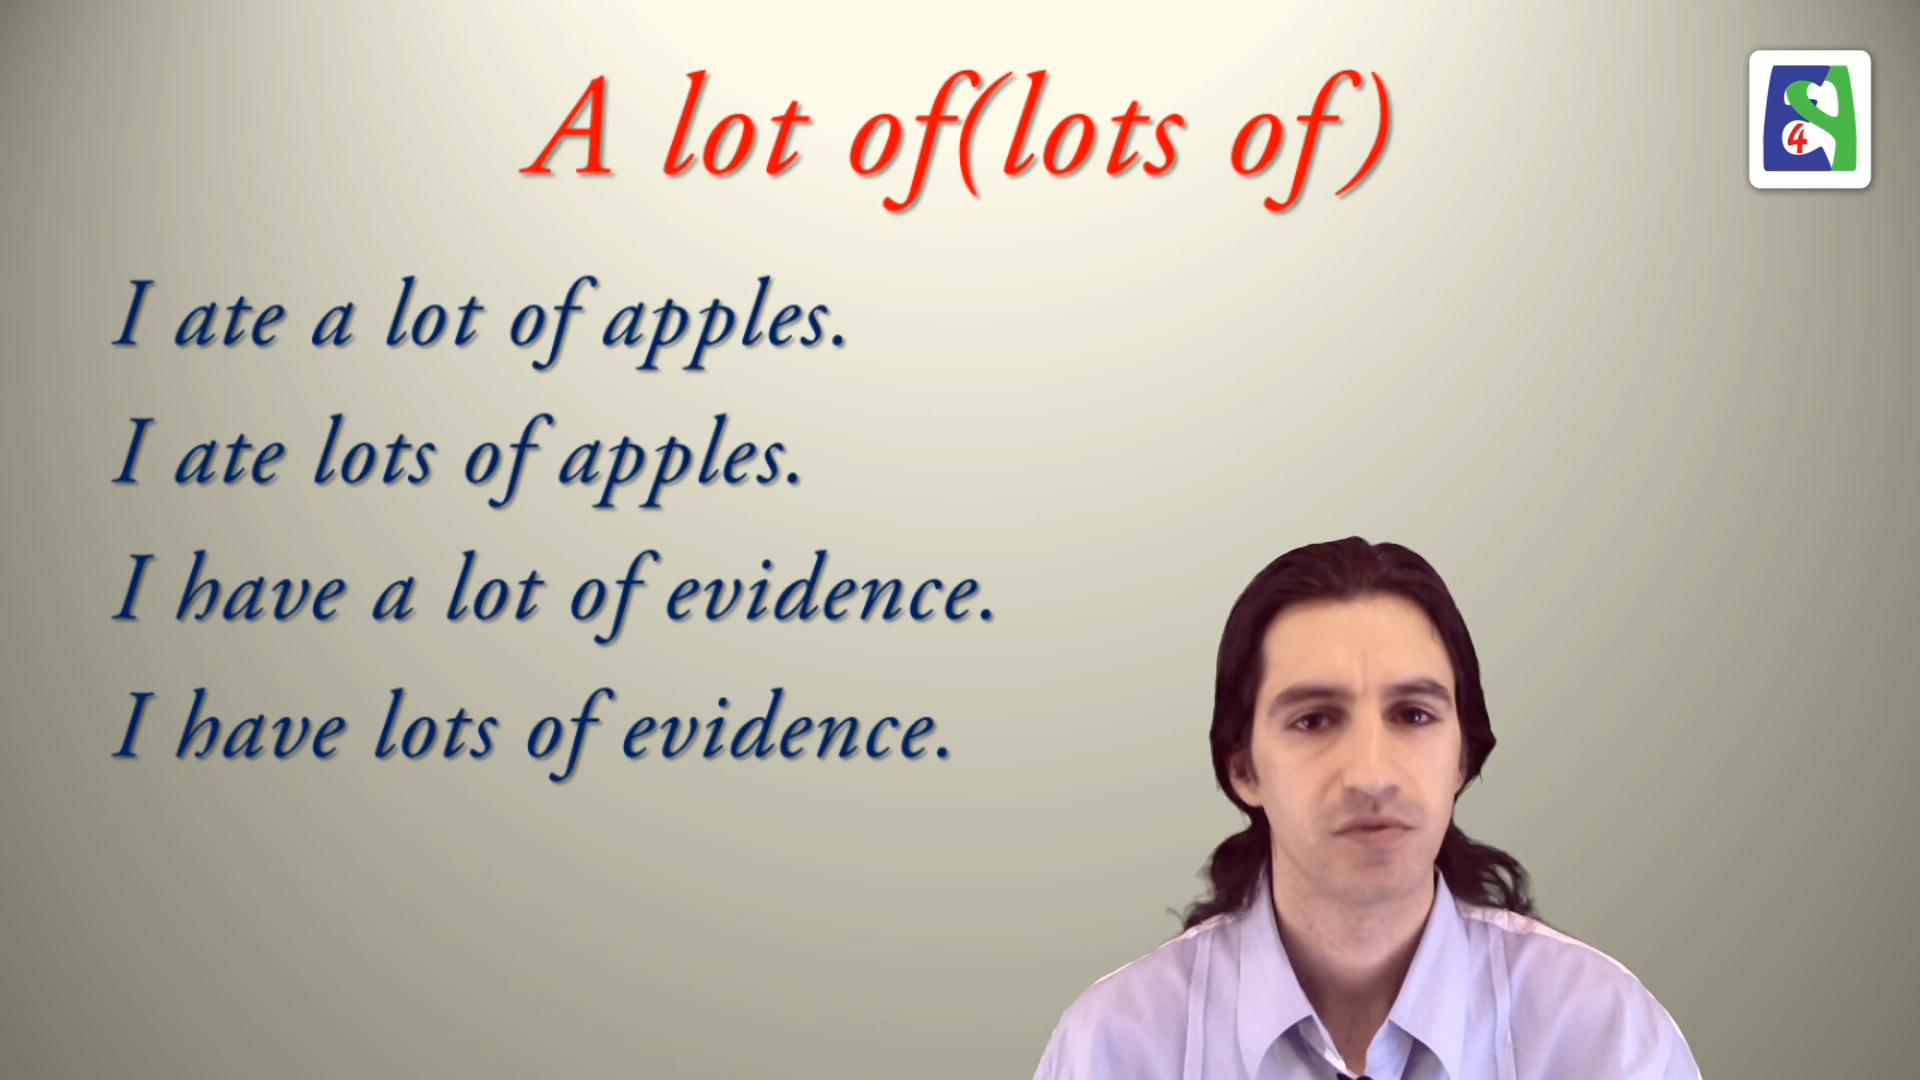 A lot of(lots of)
4
I ate a lot of apples.
I ate lots of apples.
I have a lot of evidence.
I have lots of evidence.